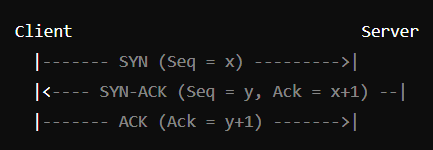 Client Server
|------- SYN (Seq = x) --------->|
|<---- SYN-ACK (Seq = y, Ack = x+1) --|
|------- ACK (Ack = y+1) ------->|